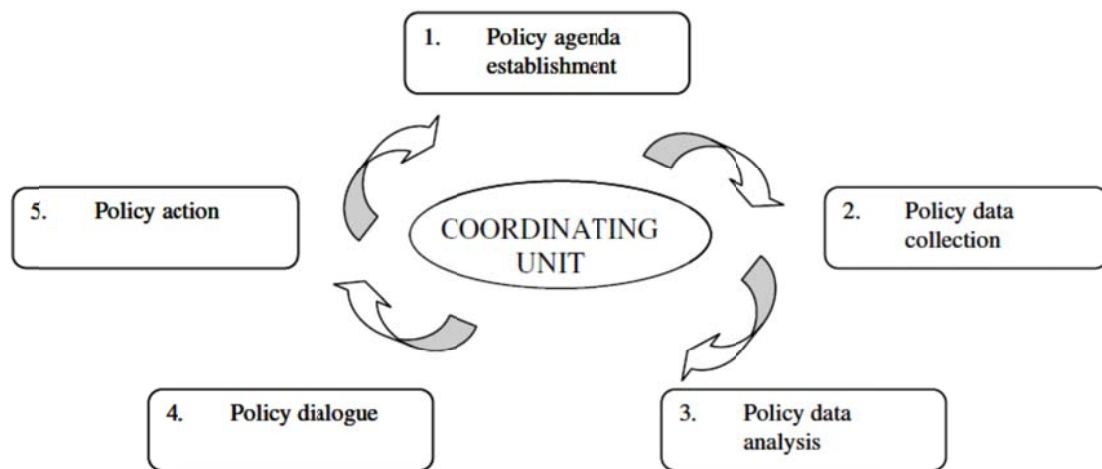 1. Policy agenda
establishment
5. Policy action
COORDINATING
UNIT
2. Policy data
collection
4. Policy dialogue
3. Policy data
analysis